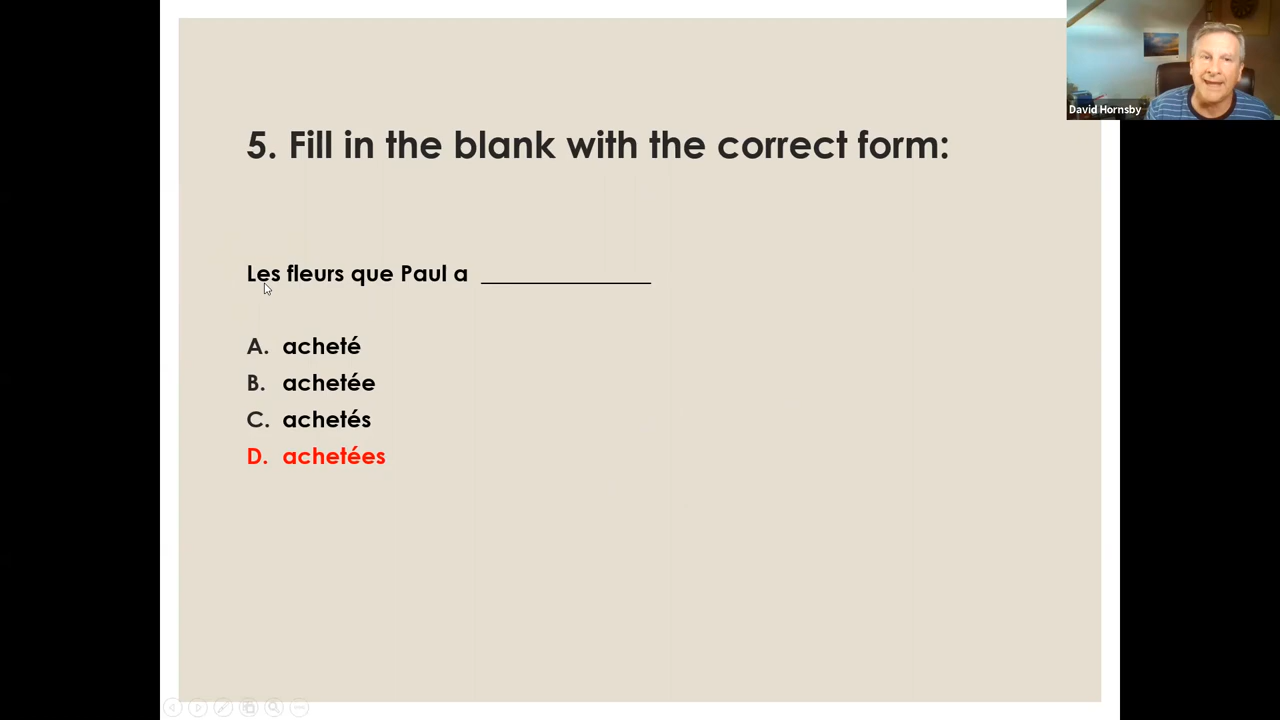 David Hornsby
5. Fill in the blank with the correct form:
Les fleurs que Paul a ________________
A. acheté
B. achetée
C. achetés
D. achetées